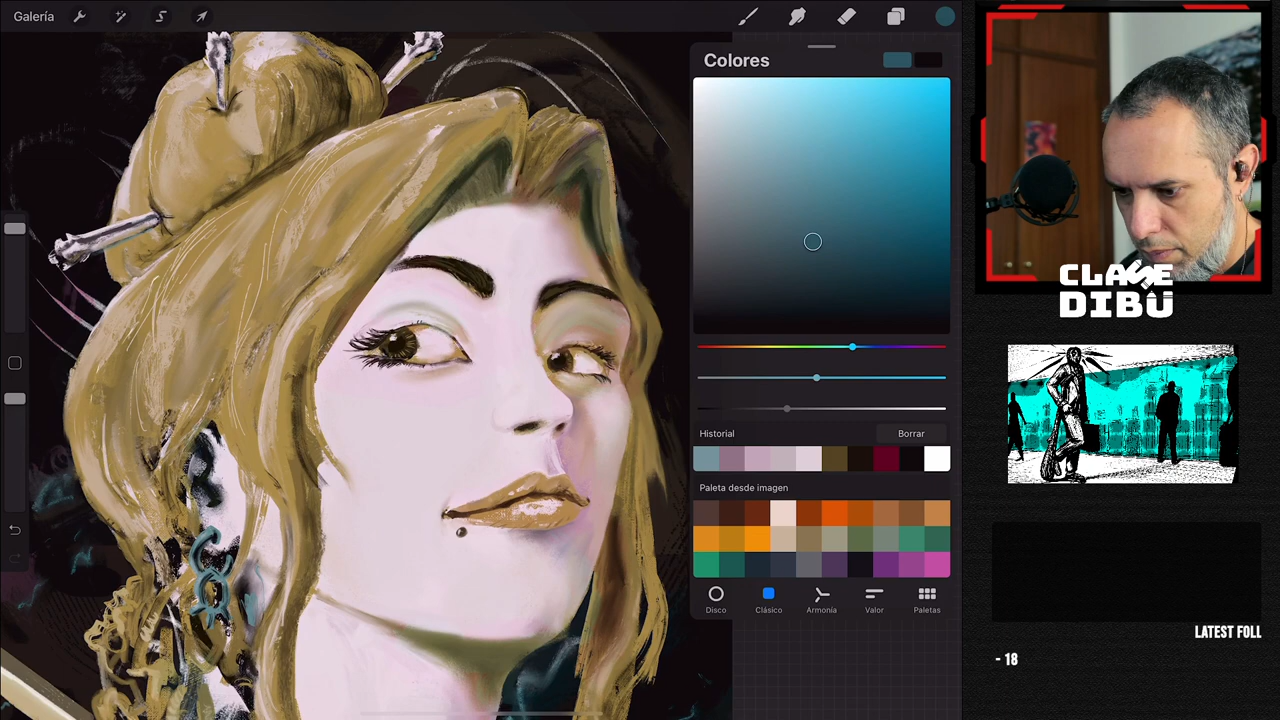 Galería
Colores
Historial
Borrar
Paleta desde imagen
Disco
Clásico
Armonía
Valor
Paletas
CLASE
DIBU
LATEST FOLL
- 18